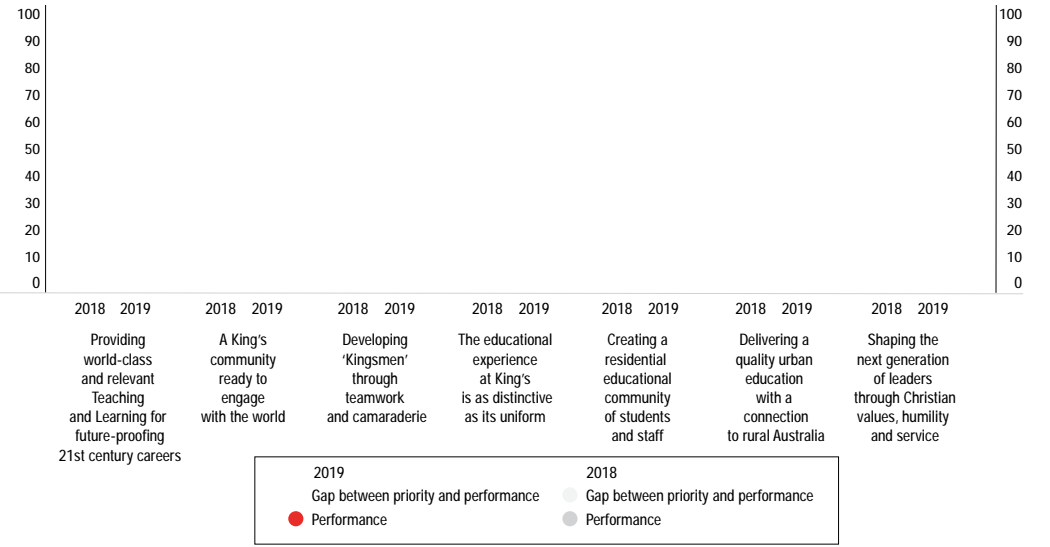 100
90
80
70
60
50
40
30
20
10
0
100
90
80
70
60
50
40
30
20
10
0
2018 2019
Providing
world-class
and relevant
Teaching
and Learning for
future-proofing
21st century careers
2018 2019
A King's
community
ready to
engage
with the world
2018 2019
Developing
‘Kingsmen’
through
teamwork
and camaraderie
2018 2019
The educational
experience
at King's
is as distinctive
as its uniform
2018 2019
Creating a
residential
educational
community
of students
and staff
2018 2019
Delivering a
quality urban
education
with a
connection
to rural Australia
2018 2019
Shaping the
next generation
of leaders
through Christian
values, humility
and service
2019
Gap between priority and performance
Performance
2018
Gap between priority and performance
Performance